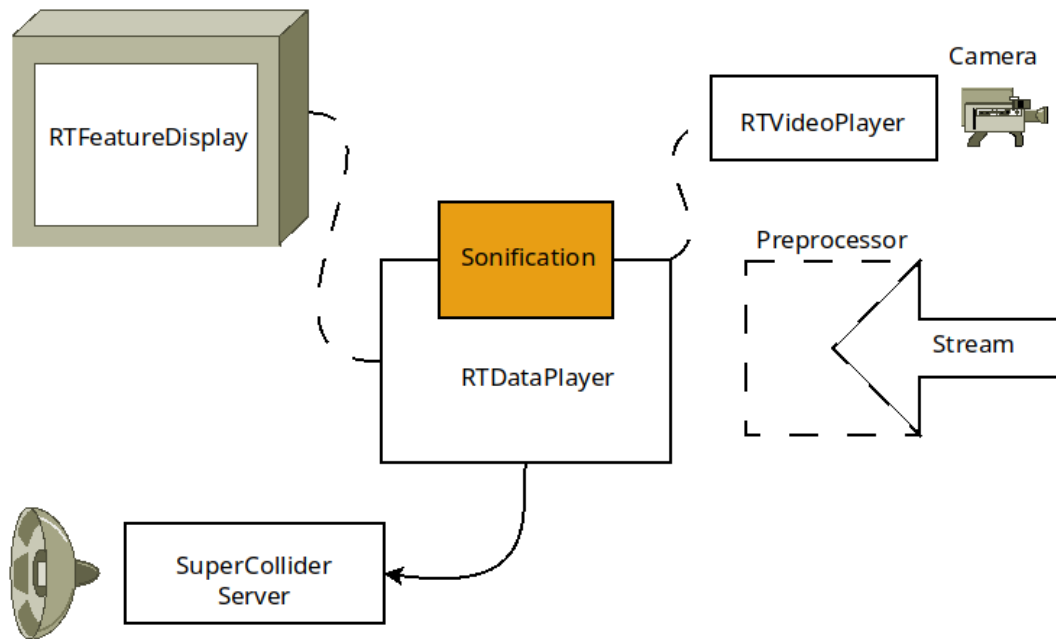 Camera
RTFeatureDisplay
RTVideoPlayer
Preprocessor
Sonification
Stream
RTDataPlayer
SuperCollider
Server